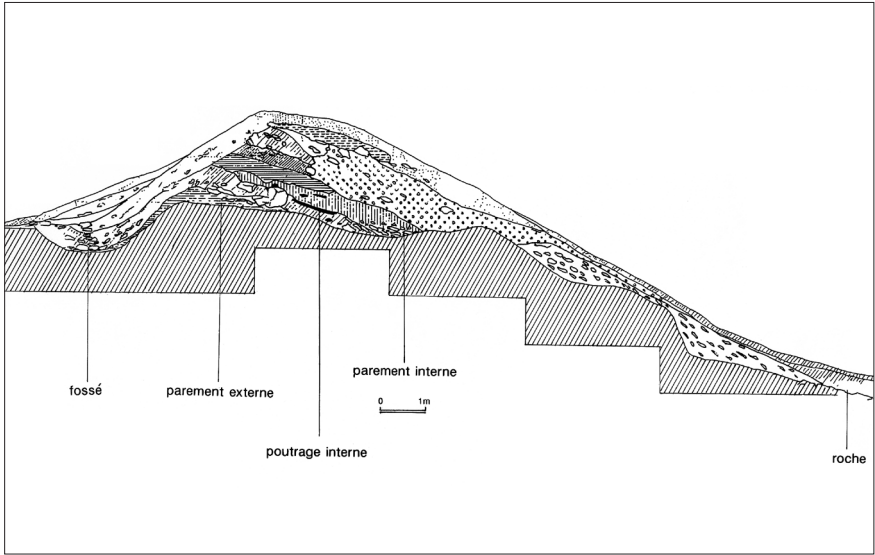 fossé
parement externe
parement interne
0 1m
poutrage interne
roche